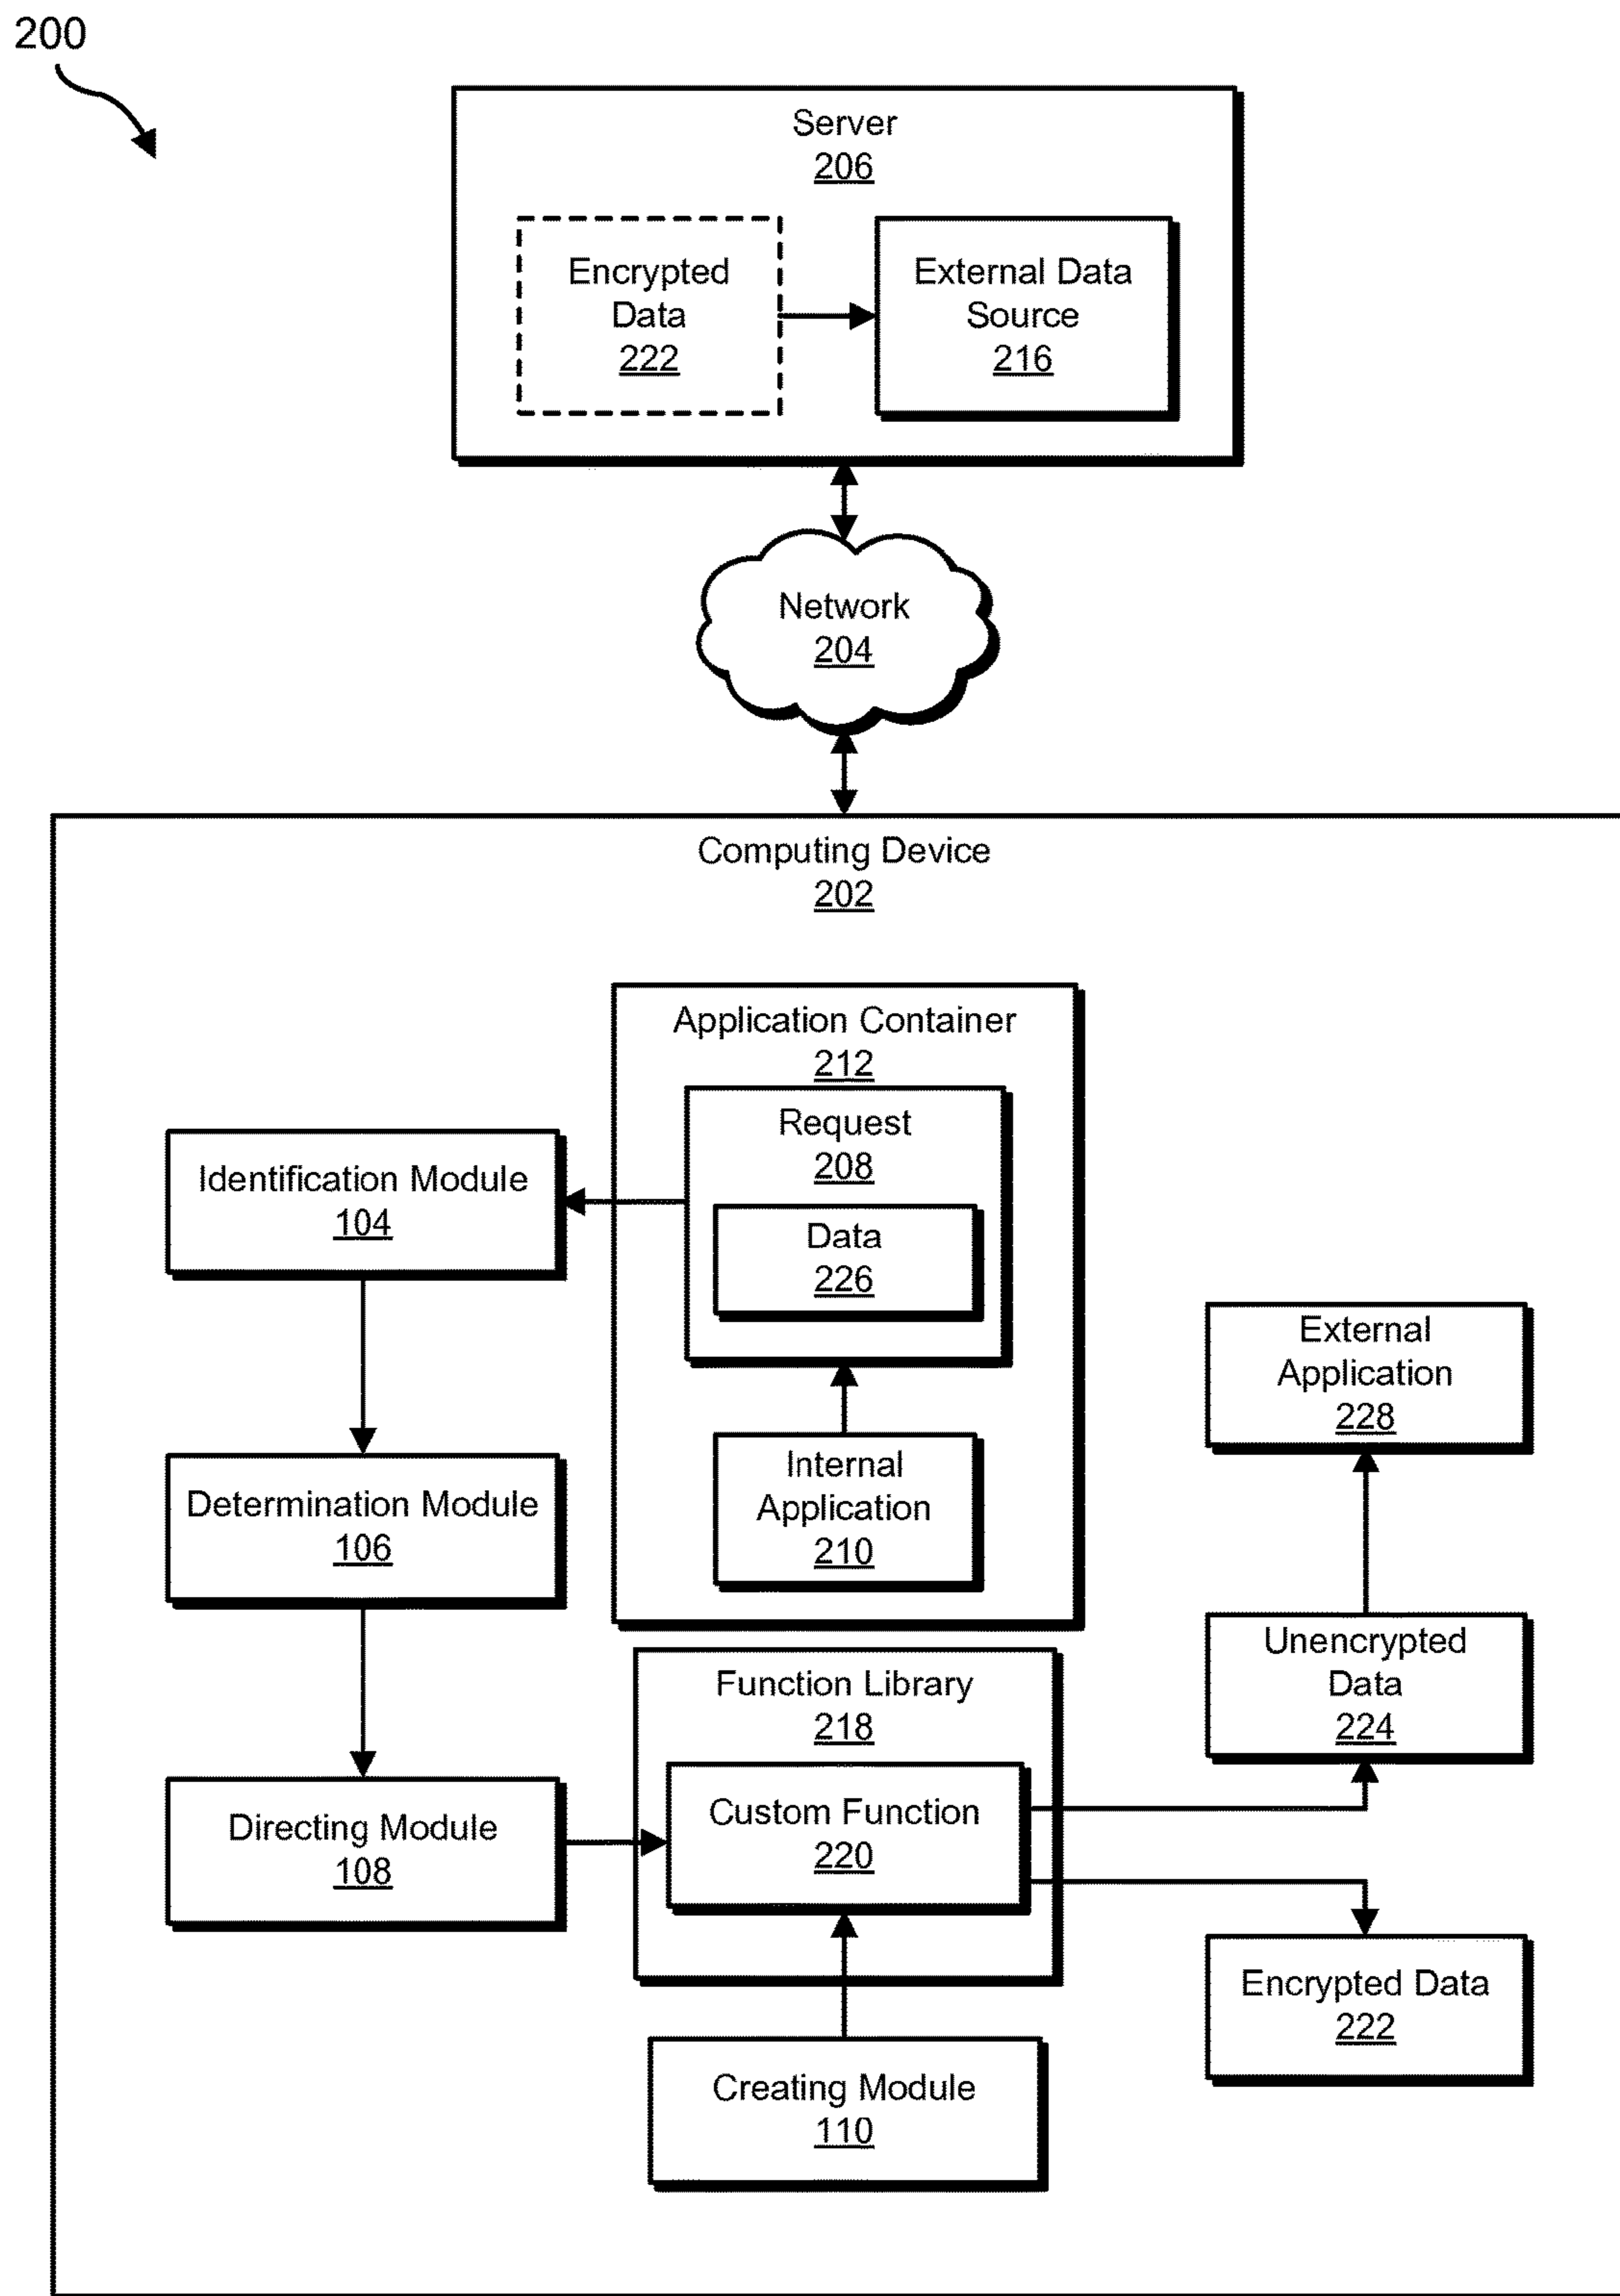 200
Server
206
Encrypted
Data
222
External Data
Source
216
Network
204
Computing Device
202
Application Container
212
Request
208
Data
226
Internal
Application
210
Identification Module
104
Determination Module
106
Directing Module
108
Function Library
218
Custom Function
220
Creating Module
110
External
Application
228
Unencrypted
Data
224
Encrypted Data
222